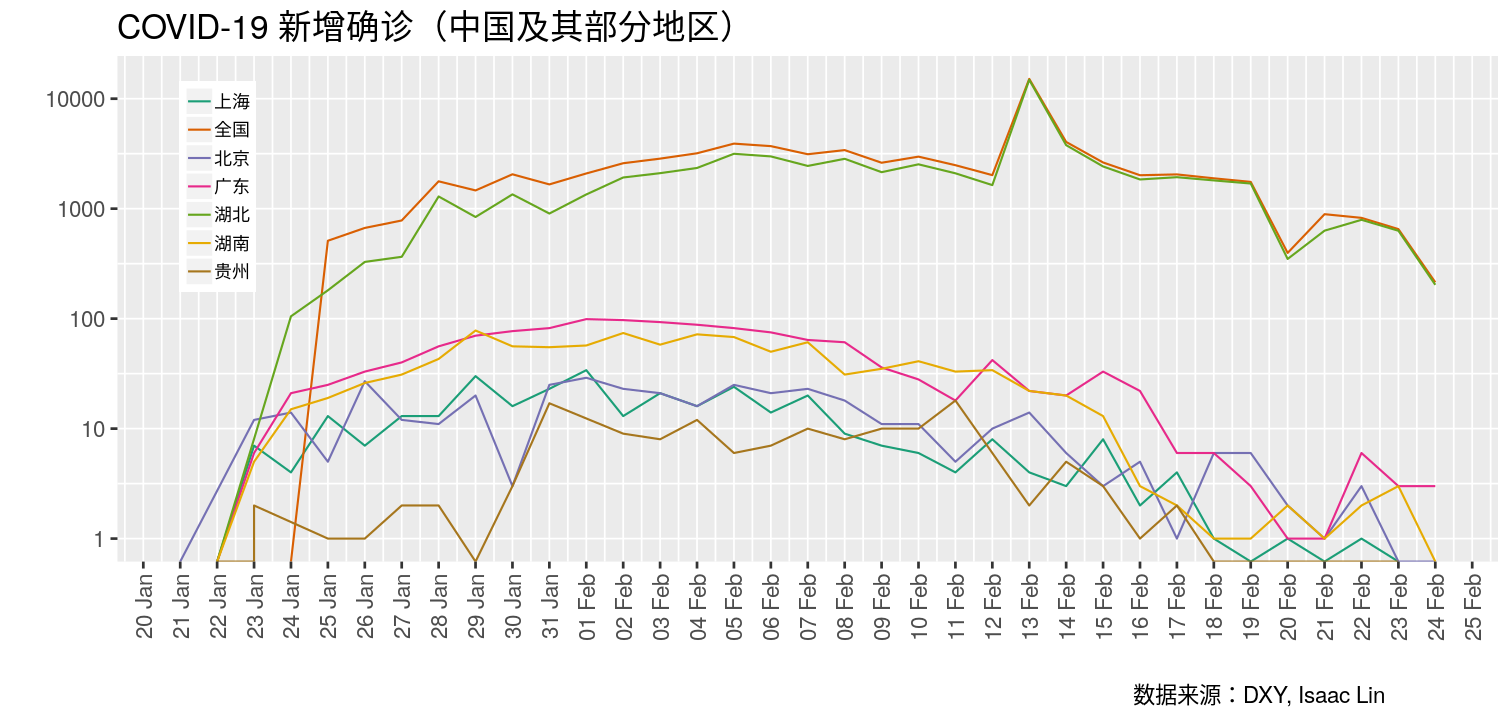 COVID-19 新增确诊（中国及其部分地区）
10000
1000
100
10
1
上海
全国
北京
广东
湖北
湖南
贵州
20 Jan
21 Jan
22 Jan
23 Jan
24 Jan
25 Jan
26 Jan
27 Jan
28 Jan
29 Jan
30 Jan
31 Jan
01 Feb
02 Feb
03 Feb
04 Feb
05 Feb
06 Feb
07 Feb
08 Feb
09 Feb
10 Feb
11 Feb
12 Feb
13 Feb
14 Feb
15 Feb
16 Feb
17 Feb
18 Feb
19 Feb
20 Feb
21 Feb
22 Feb
23 Feb
24 Feb
25 Feb
数据来源：DXY, Isaac Lin